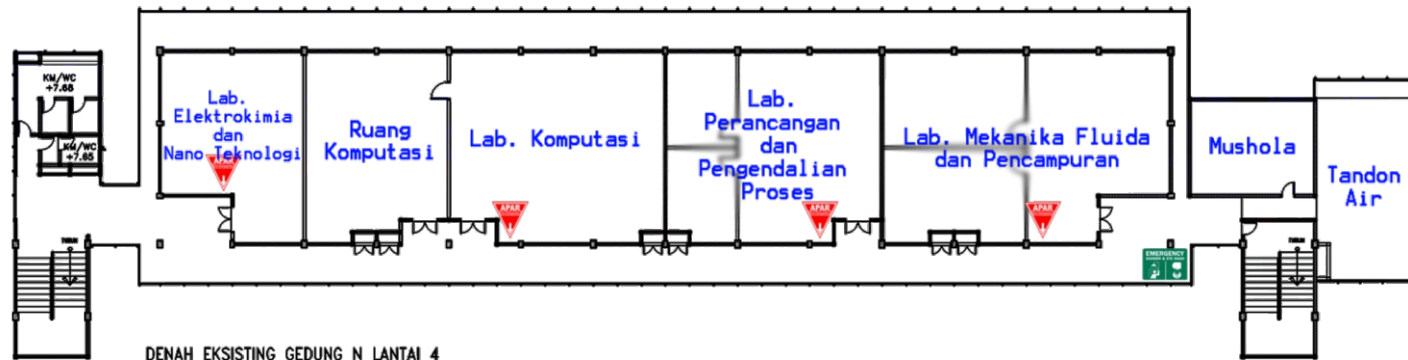 KM/WC
+7.68
KM/WC
+7.65
Lab.
Elektrokimia
dan
Nano Teknologi
APAR
Ruang
Komputasi
Lab. Komputasi
APAR
Lab.
Perancangan
dan
Pengendalian
Proses
APAR
Lab. Mekanika Fluida
dan Pencampuran
APAR
Mushola
Tandon
Air
TURUN
TURUN
EMERGENCY
DENAH EKSISTING GEDUNG N LANTAI 4